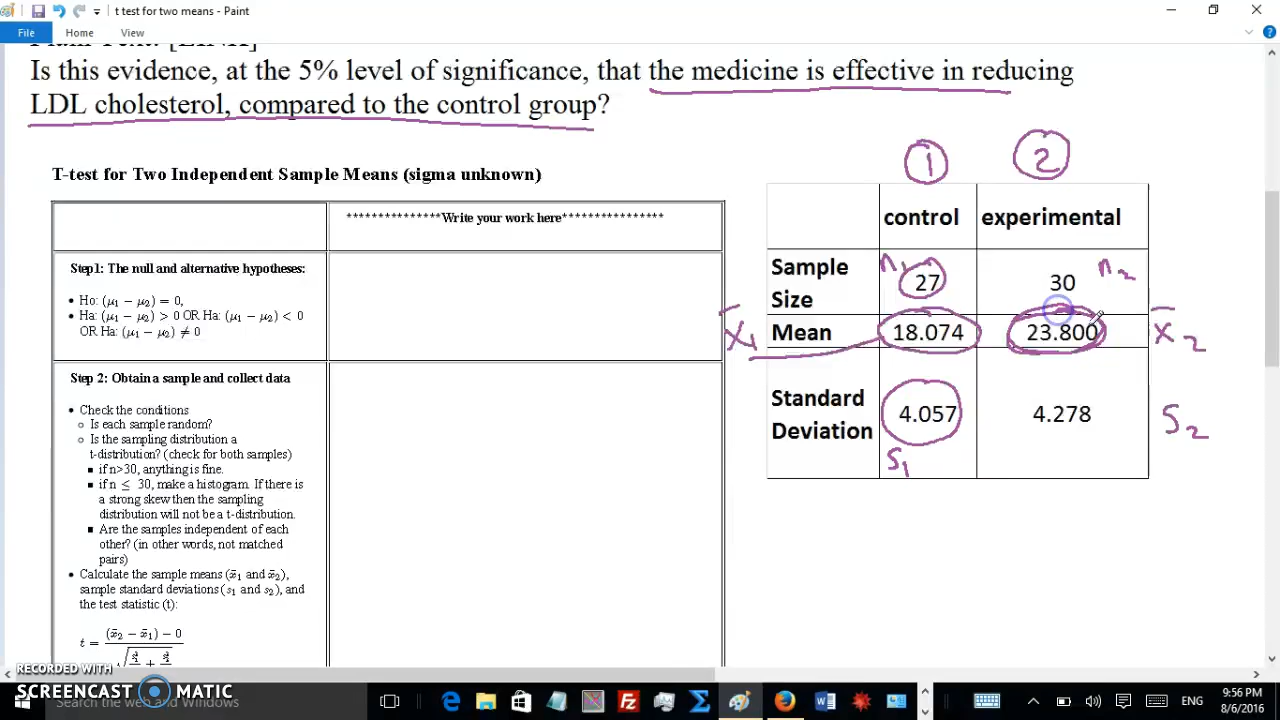 t test for two means - Paint
File Home View
Is this evidence, at the 5% level of significance, that the medicine is effective in reducing
LDL cholesterol, compared to the control group?
T-test for Two Independent Sample Means (sigma unknown)
***************Write your work here****************
Step1: The null and alternative hypotheses:
• Ho: (μ₁ − μ₂) = 0,
• Ha: (μ₁ − μ₂) > 0 OR Ha: (μ₁ − μ₂) < 0
OR Ha: (μ₁ − μ₂) ≠ 0
Step 2: Obtain a sample and collect data
• Check the conditions
○ Is each sample random?
○ Is the sampling distribution a
t-distribution? (check for both samples)
■ if n>30, anything is fine.
■ if n ≤ 30, make a histogram. If there is
a strong skew then the sampling
distribution will not be a t-distribution.
■ Are the samples independent of each
other? (in other words, not matched
pairs)
• Calculate the sample means (x̄₁ and x̄₂),
sample standard deviations (s₁ and s₂), and
the test statistic (t):
t = (x̄₂ − x̄₁) − 0
1 2
control experimental
Sample
Size n₁ 27 30 n₂
x̄₁ Mean 18.074 23.800 x̄₂
Standard
Deviation 4.057 4.278 s₂
s₁
RECORDED WITH
SCREENCAST MATIC
Search the web and Windows
ENG
9:56 PM
8/6/2016